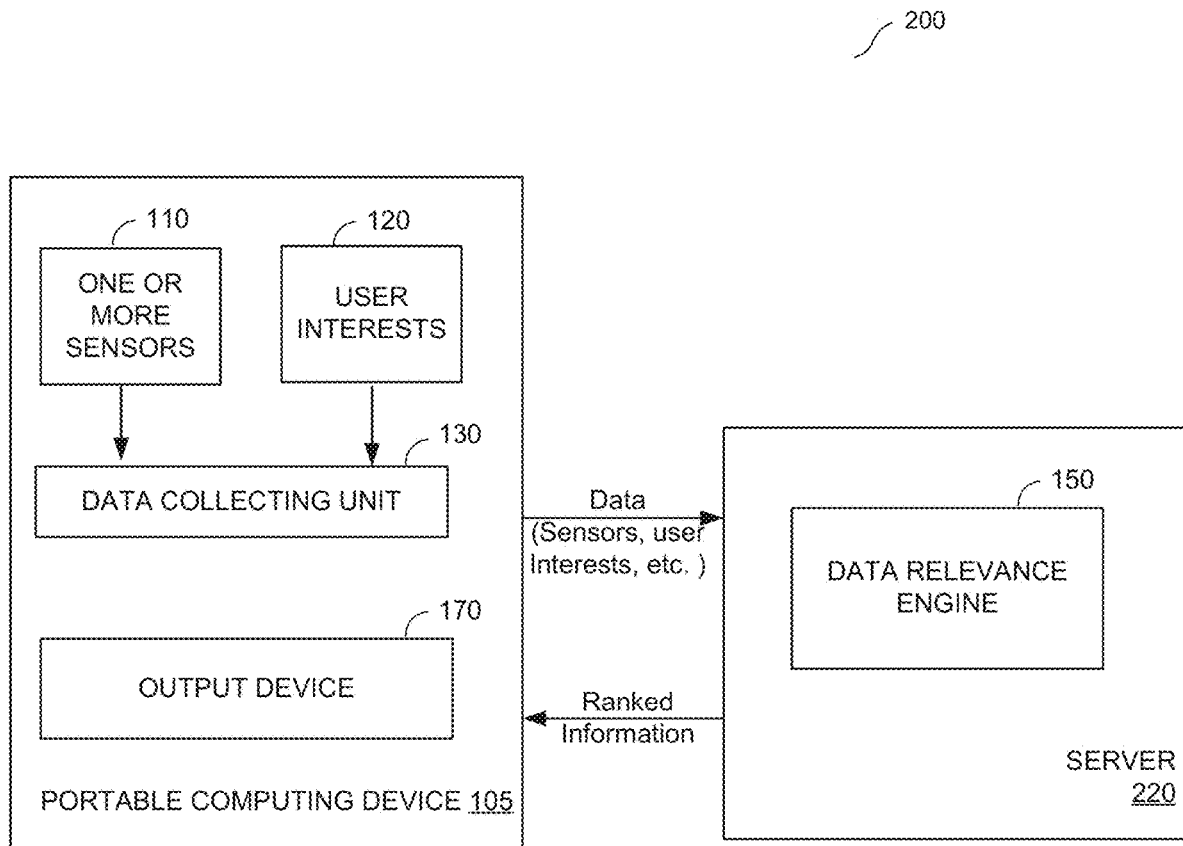 200
110
120
ONE OR
MORE
SENSORS
USER
INTERESTS
130
DATA COLLECTING UNIT
Data
(Sensors, user
Interests, etc. )
150
DATA RELEVANCE
ENGINE
170
OUTPUT DEVICE
Ranked
Information
PORTABLE COMPUTING DEVICE 105
SERVER
220